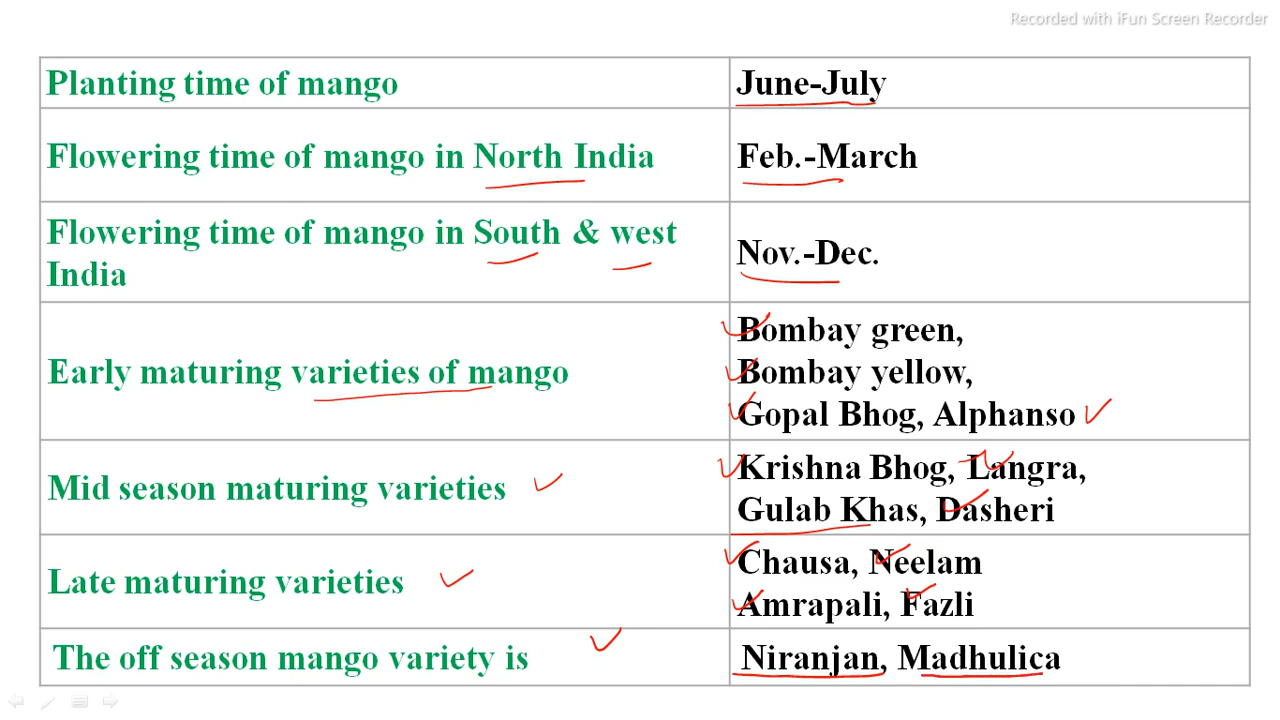 Recorded with iFun Screen Recorder
Planting time of mango
June-July
Flowering time of mango in North India
Feb.-March
Flowering time of mango in South & west
India
Nov.-Dec.
Early maturing varieties of mango
Bombay green,
Bombay yellow,
Gopal Bhog, Alphanso
Mid season maturing varieties
Krishna Bhog, Langra,
Gulab Khas, Dasheri
Late maturing varieties
Chausa, Neelam
Amrapali, Fazli
The off season mango variety is
Niranjan, Madhulica